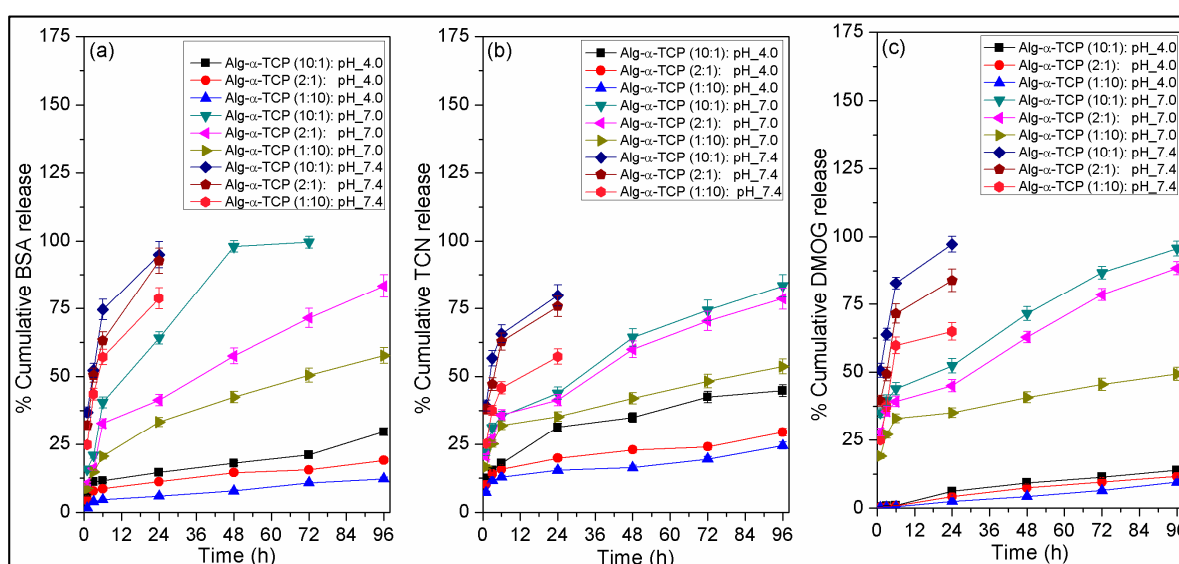 (a)
Alg-α-TCP (10:1): pH_4.0
Alg-α-TCP (2:1): pH_4.0
Alg-α-TCP (1:10): pH_4.0
Alg-α-TCP (10:1): pH_7.0
Alg-α-TCP (2:1): pH_7.0
Alg-α-TCP (1:10): pH_7.0
Alg-α-TCP (10:1): pH_7.4
Alg-α-TCP (2:1): pH_7.4
Alg-α-TCP (1:10): pH_7.4
% Cumulative BSA release
175
150
125
100
75
50
25
0
0 12 24 36 48 60 72 84 96
Time (h)
(b)
Alg-α-TCP (10:1): pH_4.0
Alg-α-TCP (2:1): pH_4.0
Alg-α-TCP (1:10): pH_4.0
Alg-α-TCP (10:1): pH_7.0
Alg-α-TCP (2:1): pH_7.0
Alg-α-TCP (1:10): pH_7.0
Alg-α-TCP (10:1): pH_7.4
Alg-α-TCP (2:1): pH_7.4
Alg-α-TCP (1:10): pH_7.4
% Cumulative TCN release
175
150
125
100
75
50
25
0
0 12 24 36 48 60 72 84 96
Time (h)
(c)
Alg-α-TCP (10:1): pH_4.0
Alg-α-TCP (2:1): pH_4.0
Alg-α-TCP (1:10): pH_4.0
Alg-α-TCP (10:1): pH_7.0
Alg-α-TCP (2:1): pH_7.0
Alg-α-TCP (1:10): pH_7.0
Alg-α-TCP (10:1): pH_7.4
Alg-α-TCP (2:1): pH_7.4
Alg-α-TCP (1:10): pH_7.4
% Cumulative DMOG release
175
150
125
100
75
50
25
0
0 12 24 36 48 60 72 84 96
Time (h)